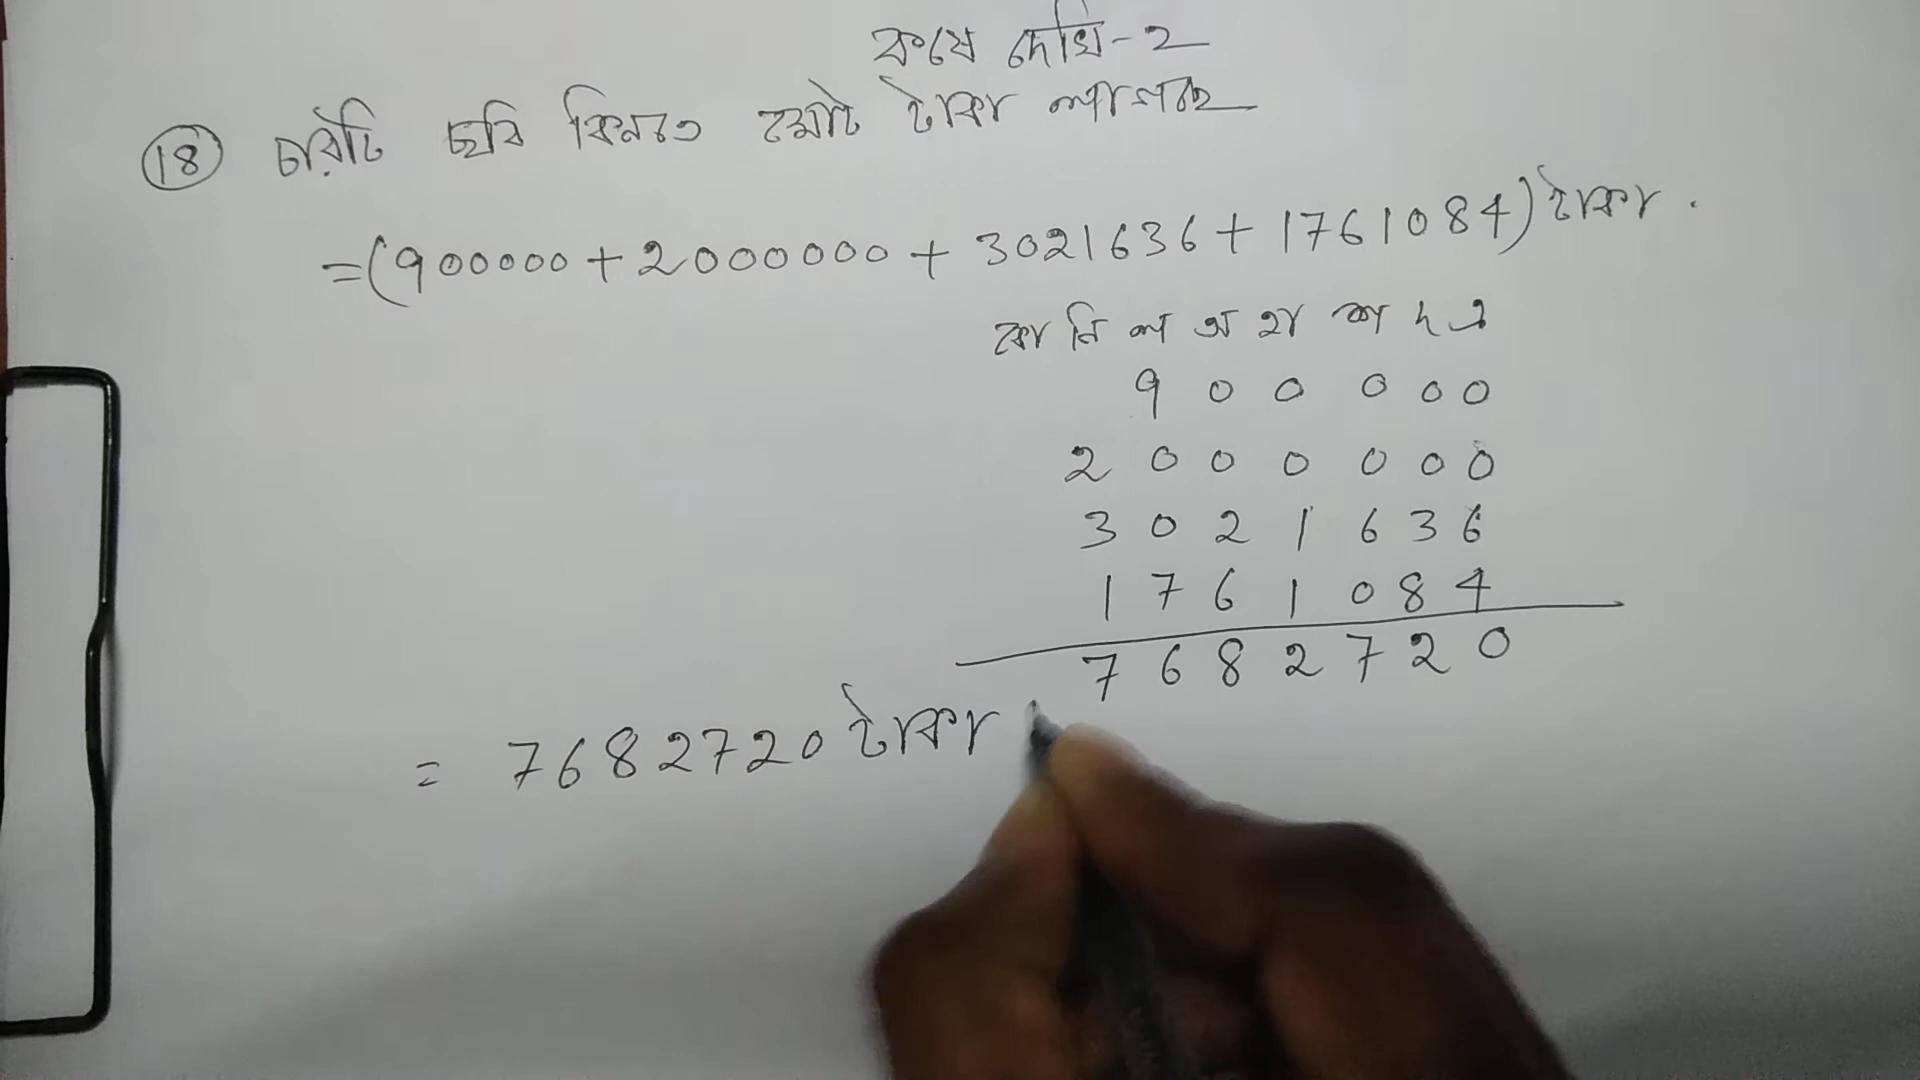 কষে দেখি-2
18 চারটি ছবি কিনতে মোট টাকা লাগবে
=(900000+2000000+3021636+1761084) টাকা.
কো নি ল অ হা শ দ এ
9 0 0 0 0 0
2 0 0 0 0 0 0
3 0 2 1 6 3 6
1 7 6 1 0 8 4
7 6 8 2 7 2 0
= 7682720 টাকা